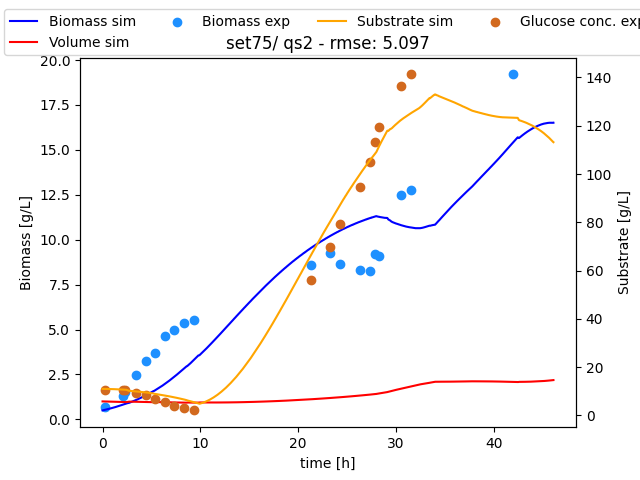 Biomass sim Biomass exp Substrate sim Glucose conc. exp
Volume sim
set75/ qs2 - rmse: 5.097
20.0
17.5
15.0
12.5
10.0
7.5
5.0
2.5
0.0
Biomass [g/L]
140
120
100
80
60
40
20
0
Substrate [g/L]
0 10 20 30 40
time [h]